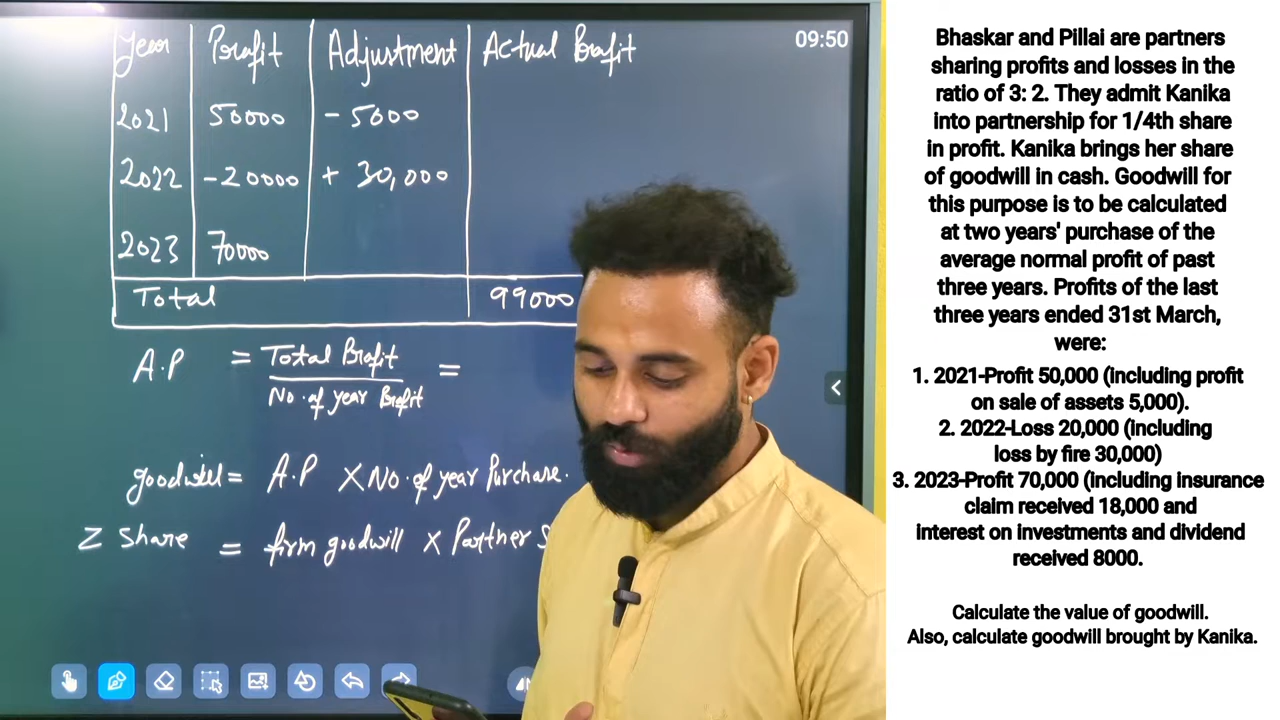 Year Profit Adjustment Actual Profit
09:50
2021 50000 - 5000
2022 -20000 + 30,000
2023 70000
Total 99000
A.P = Total Profit =
No. of year Profit
goodwill = A.P X No. of year Purchase.
Z Share = firm goodwill X Partner S
Bhaskar and Pillai are partners
sharing profits and losses in the
ratio of 3: 2. They admit Kanika
into partnership for 1/4th share
in profit. Kanika brings her share
of goodwill in cash. Goodwill for
this purpose is to be calculated
at two years' purchase of the
average normal profit of past
three years. Profits of the last
three years ended 31st March,
were:
1. 2021-Profit 50,000 (including profit
on sale of assets 5,000).
2. 2022-Loss 20,000 (including
loss by fire 30,000)
3. 2023-Profit 70,000 (including insurance
claim received 18,000 and
interest on investments and dividend
received 8000.
Calculate the value of goodwill.
Also, calculate goodwill brought by Kanika.